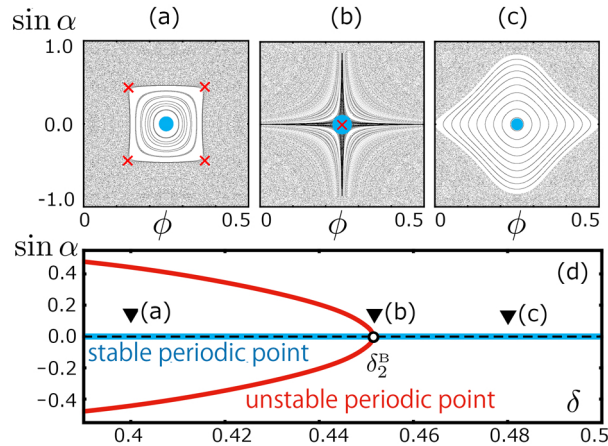 (a) (b) (c)
sin α
1.0
0.0
-1.0
0 ϕ 0.5 0 ϕ 0.5 0 ϕ 0.5
sin α
0.4
0.2
0.0
−0.2
−0.4
(d)
(a) (b) (c)
stable periodic point
δ₂ᴮ
unstable periodic point
δ
0.4 0.42 0.44 0.46 0.48 0.5